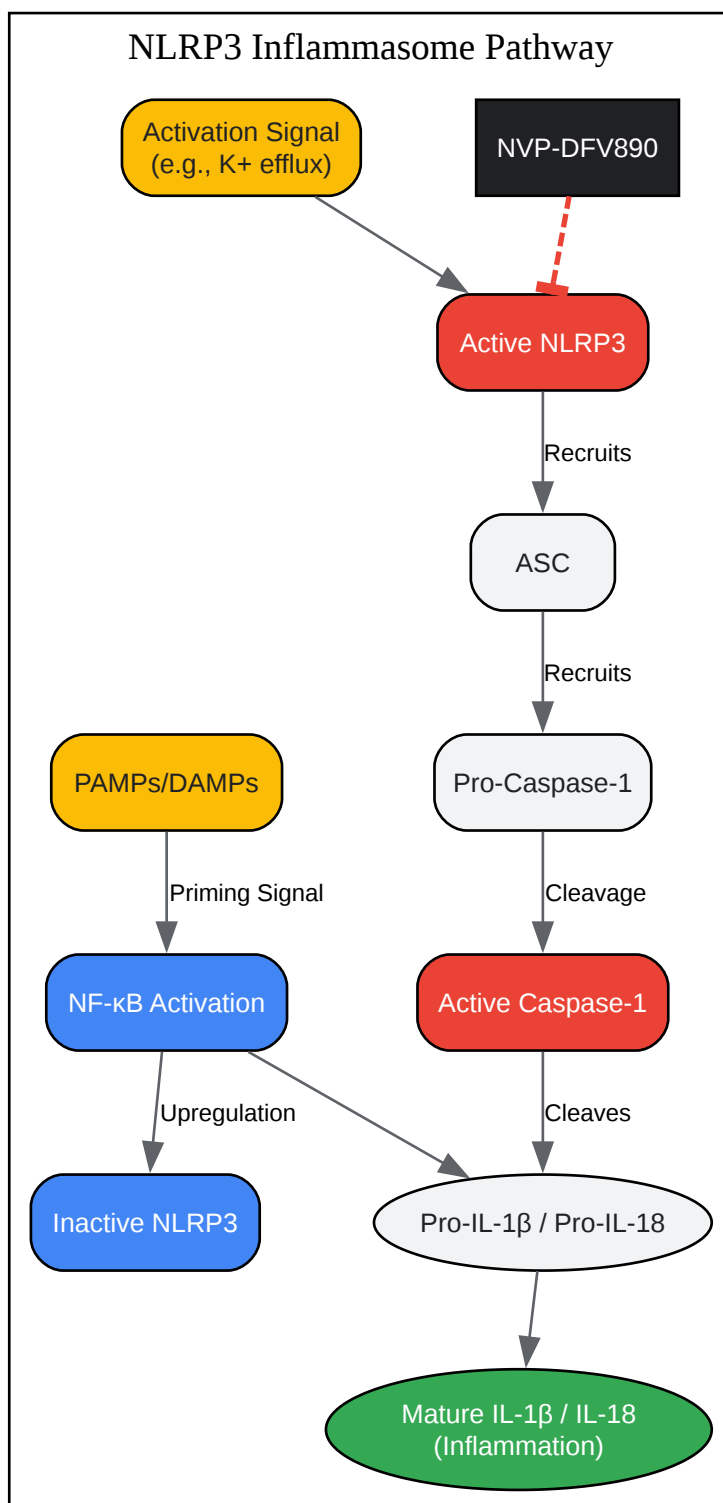 NLRP3 Inflammasome Pathway
Activation Signal
(e.g., K+ efflux)
NVP-DFV890
Active NLRP3
Recruits
ASC
Recruits
PAMPs/DAMPs
Pro-Caspase-1
Priming Signal
Cleavage
NF-κB Activation
Active Caspase-1
Upregulation
Cleaves
Inactive NLRP3
Pro-IL-1β / Pro-IL-18
Mature IL-1β / IL-18
(Inflammation)